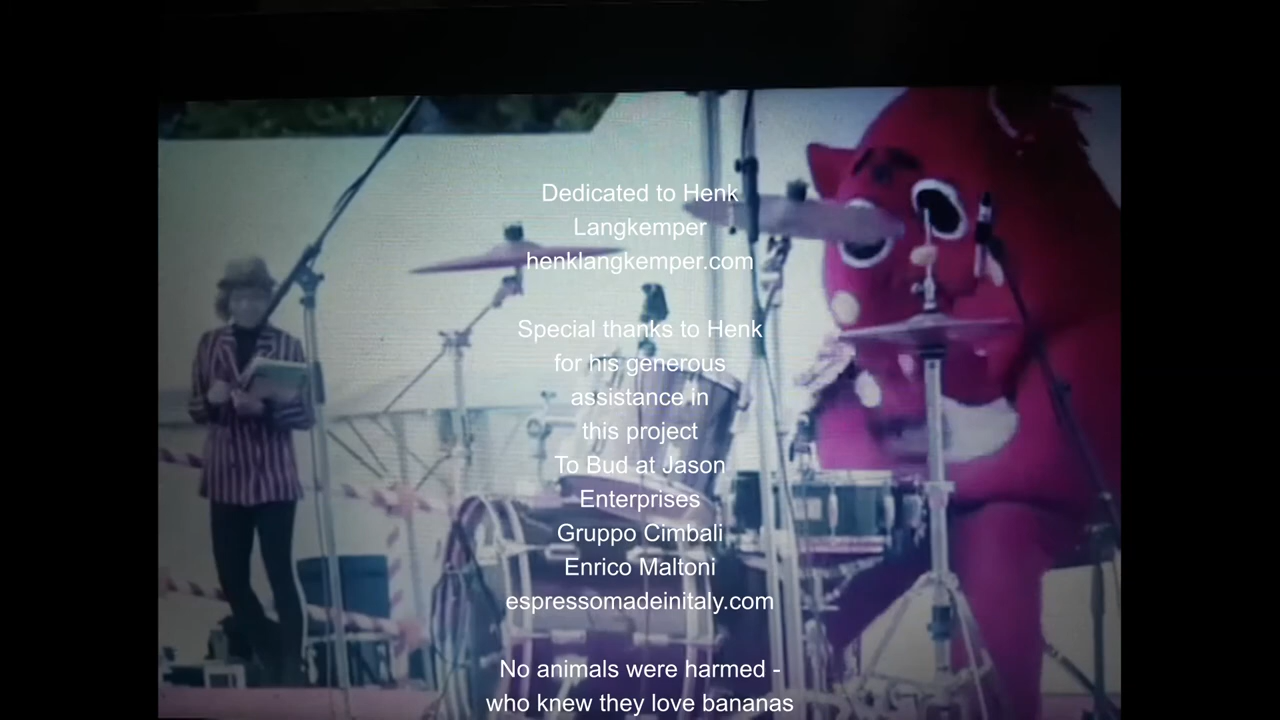 Dedicated to Henk
Langkemper
henklangkemper.com
Special thanks to Henk
for his generous
assistance in
this project
To Bud at Jason
Enterprises
Gruppo Cimbali
Enrico Maltoni
espressomadeinitaly.com
No animals were harmed -
who knew they love bananas